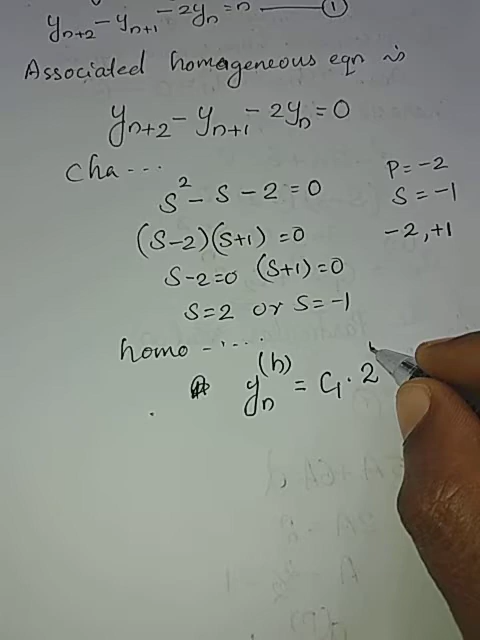 yₙ₊₂ - yₙ₊₁ - 2yₙ = n ——— ①
Associated homogeneous eqn is
yₙ₊₂ - yₙ₊₁ - 2yₙ = 0
Cha....
s² - s - 2 = 0
P = -2
S = -1
-2, +1
(s-2)(s+1) = 0
s-2=0 (s+1) = 0
s=2 or s=-1
homo -....
yₙ⁽ʰ⁾ = C₁ · 2